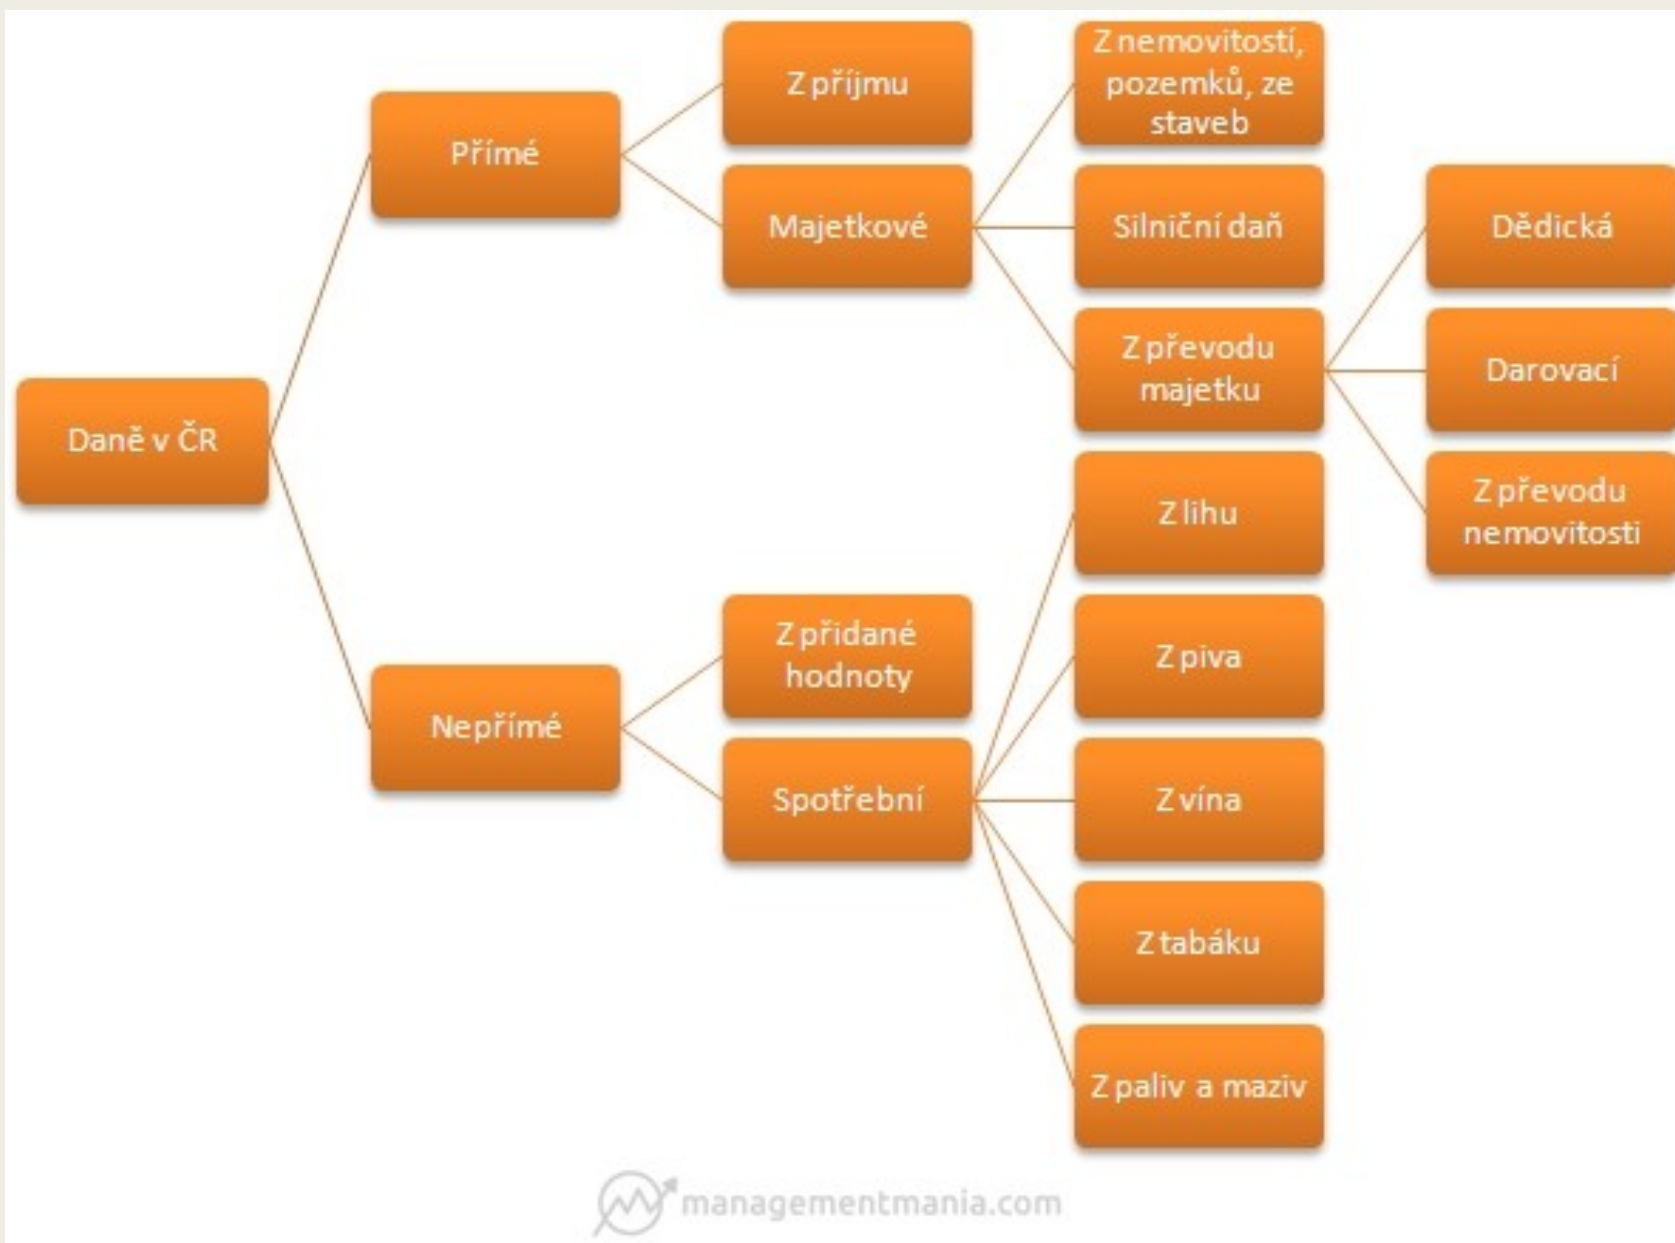 Daně v ČR
Přímé
Z příjmu
Majetkové
Z nemovitostí,
pozemků, ze
staveb
Silniční daň
Z převodu
majetku
Dědická
Darovací
Z převodu
nemovitosti
Nepřímé
Z přidané
hodnoty
Spotřební
Z lihu
Z piva
Z vína
Z tabáku
Z paliv a maziv
managementmania.com